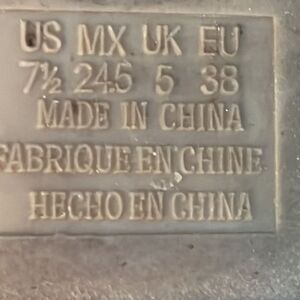 US MX UK EU
7½ 24.5 5 38
MADE IN CHINA
FABRIQUE EN CHINE
HECHO EN CHINA